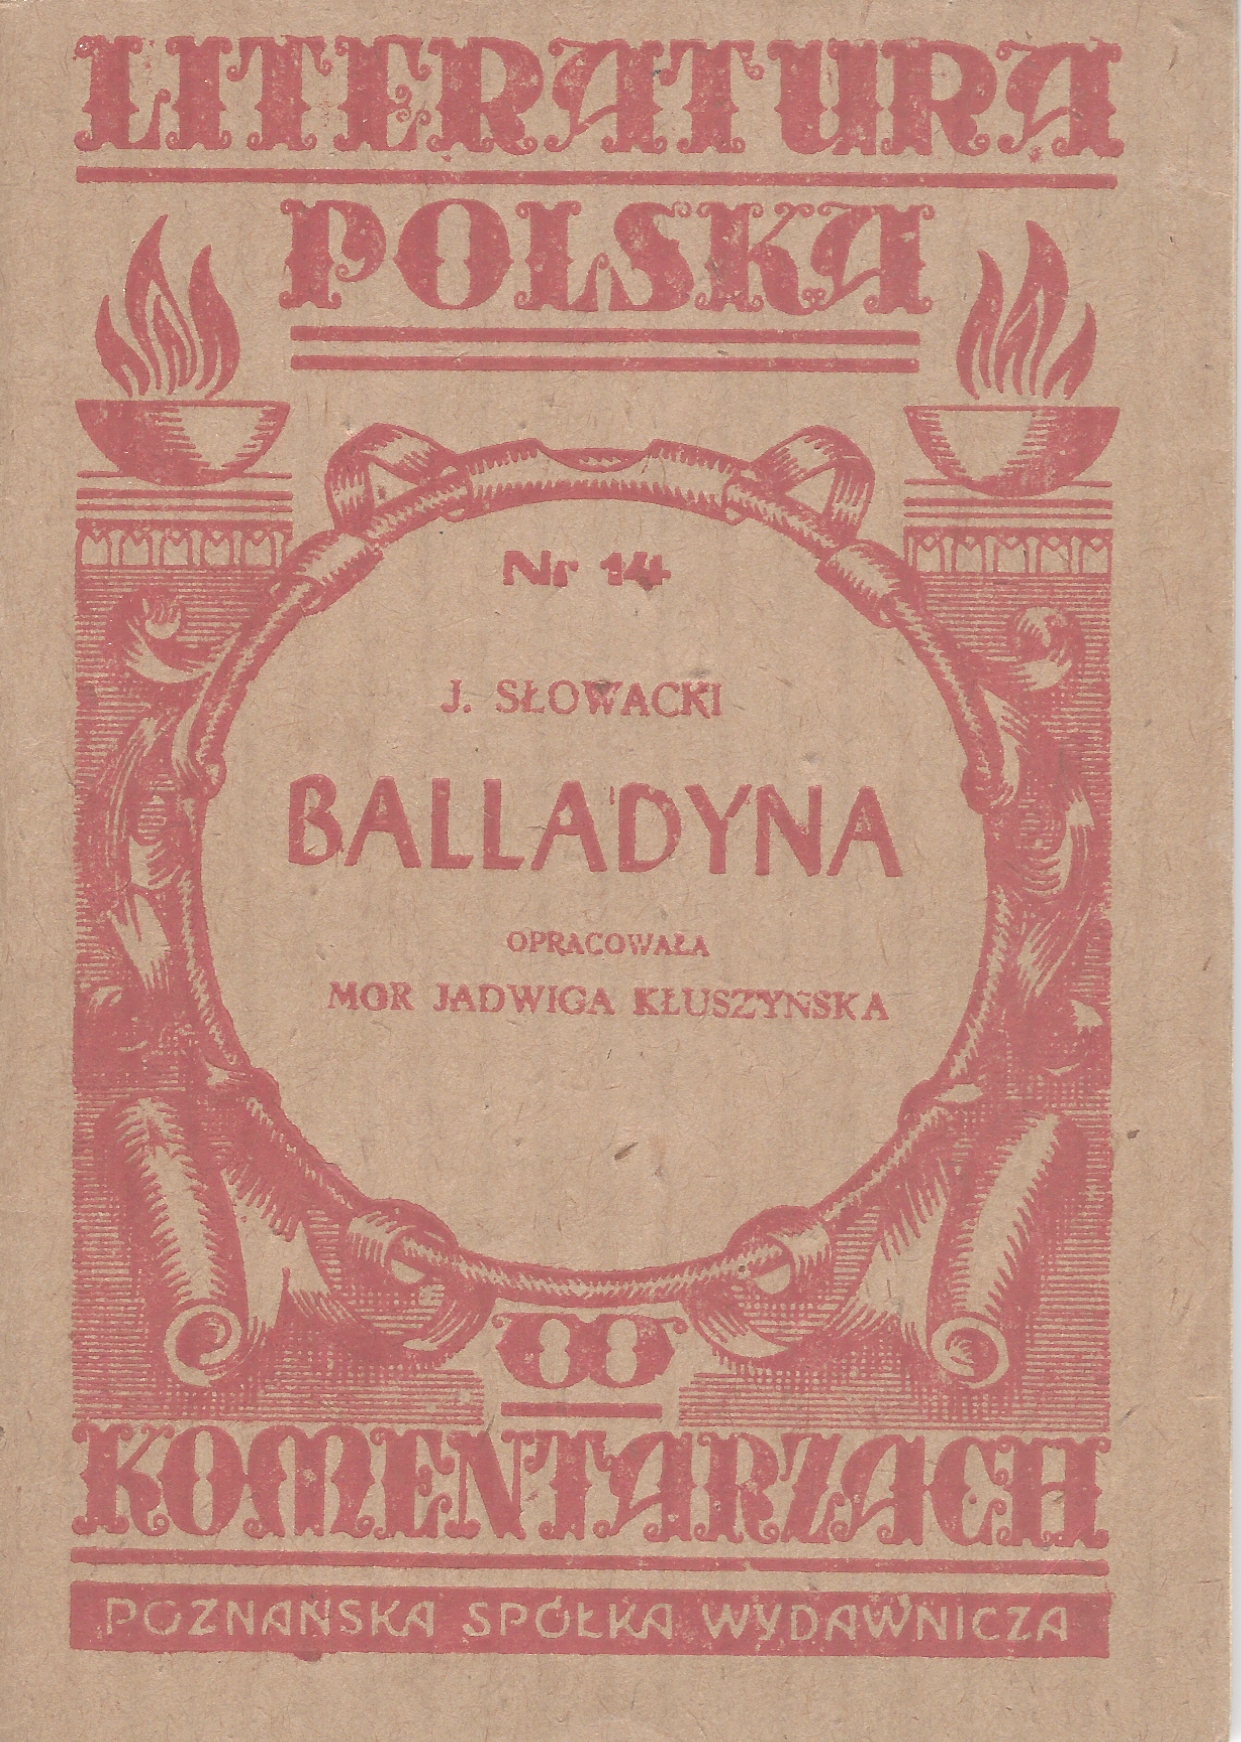 LITERATURA
POLSKA
Nr 14
J. SŁOWACKI
BALLADYNA
OPRACOWAŁA
MGR JADWIGA KŁUSZYŃSKA
W
KOMENTARZACH
POZNAŃSKA SPÓŁKA WYDAWNICZA